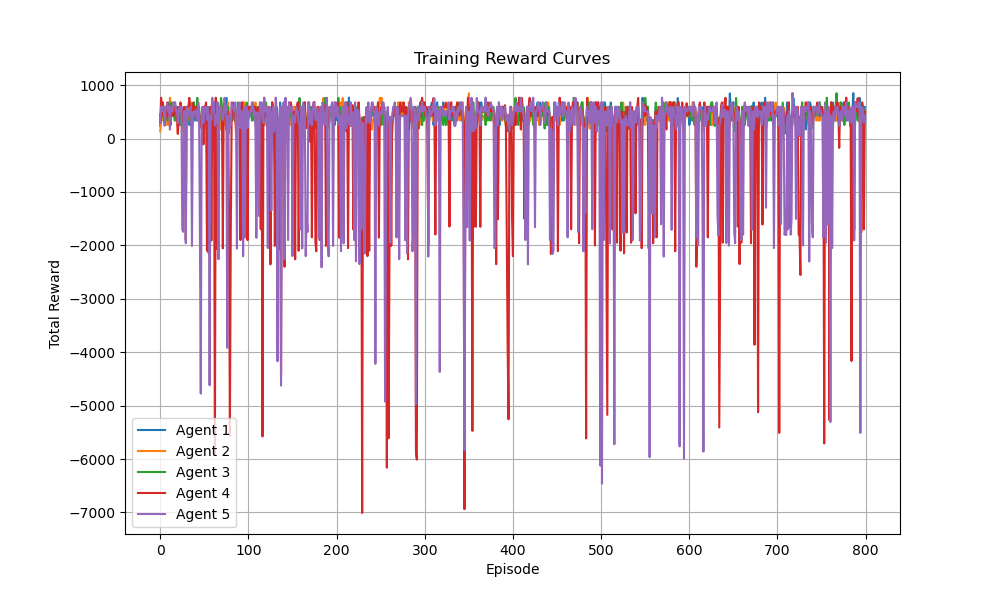 Training Reward Curves
1000
0
−1000
−2000
−3000
−4000
−5000
−6000
−7000
Total Reward
Agent 1
Agent 2
Agent 3
Agent 4
Agent 5
0 100 200 300 400 500 600 700 800
Episode